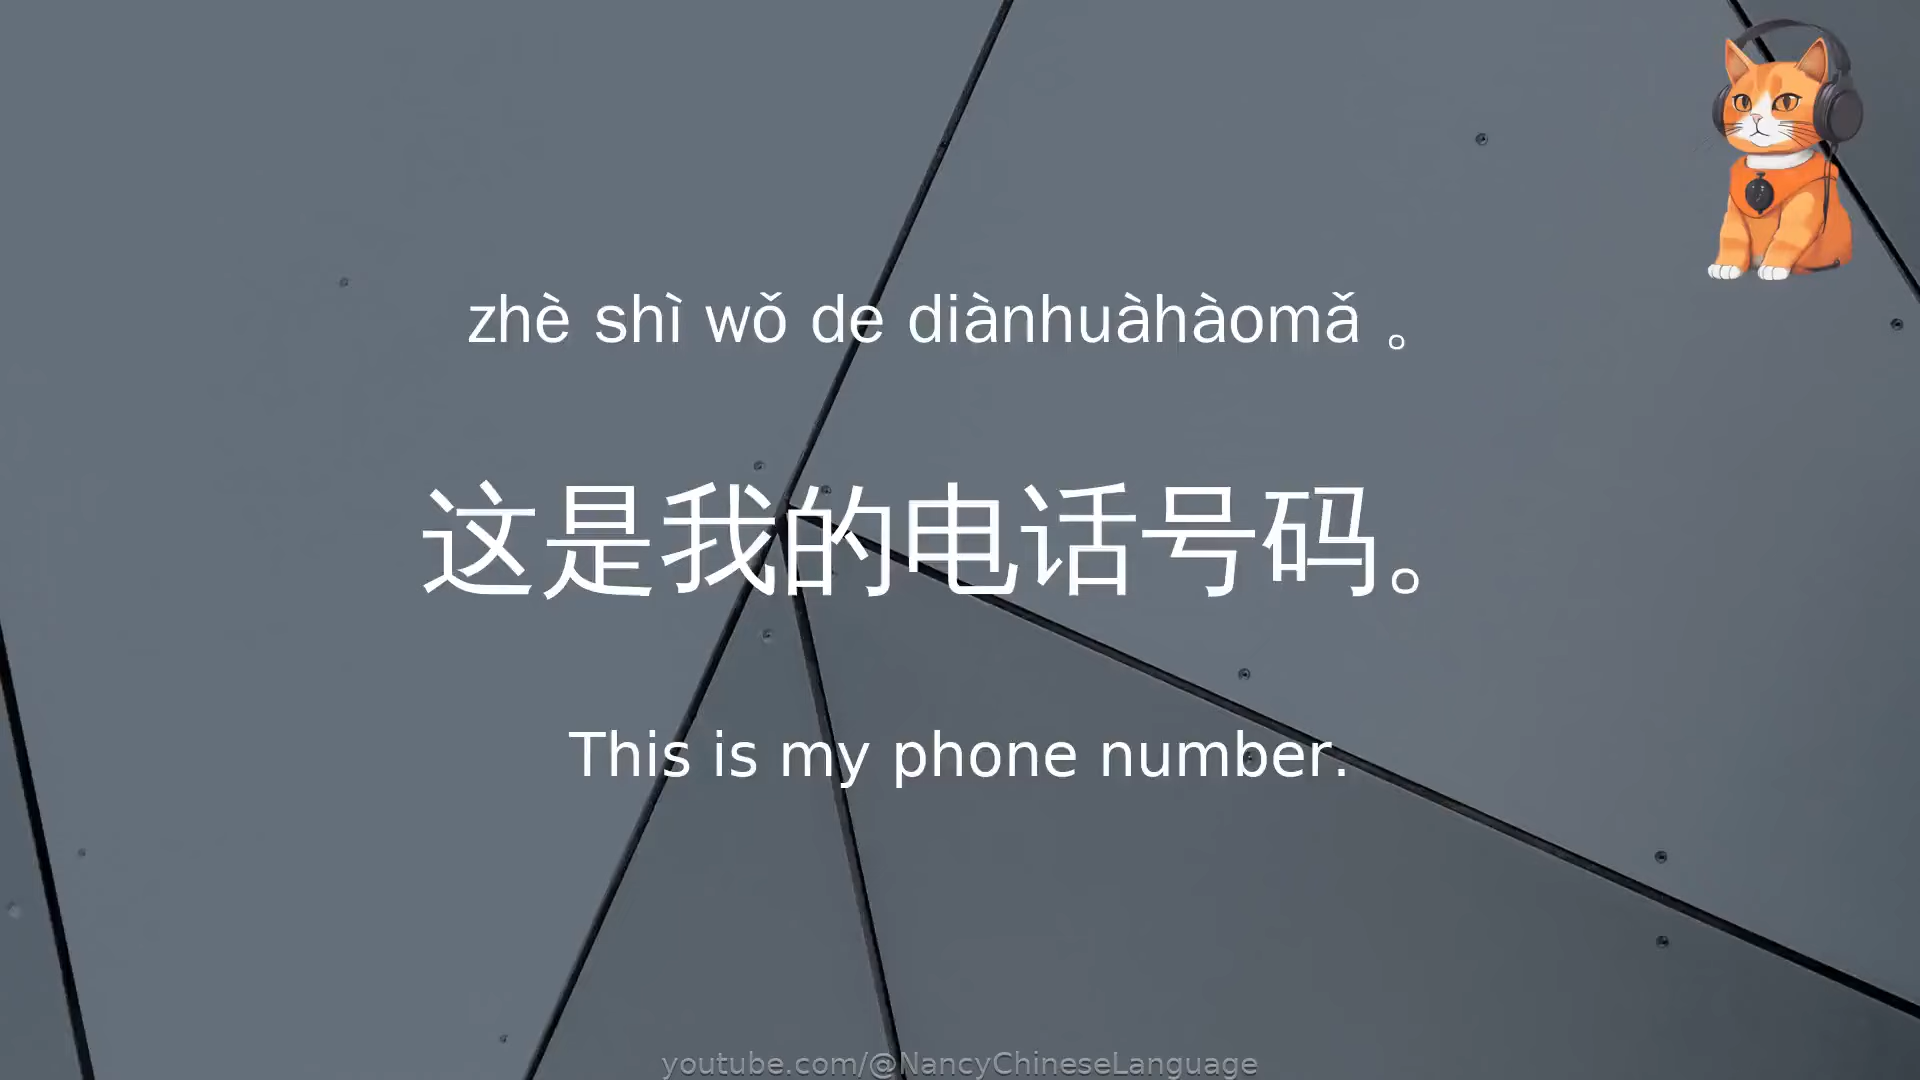 zhè shì wǒ de diànhuàhàomǎ 。
这是我的电话号码。
This is my phone number.
youtube.com/@NancyChineseLanguage